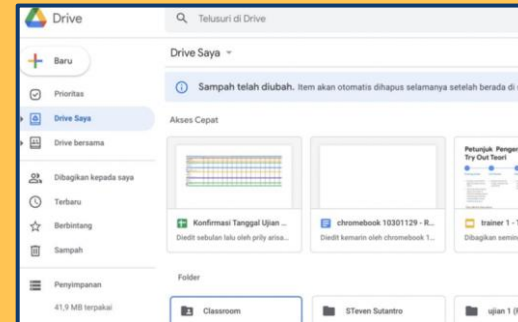 Drive
Telusuri di Drive
Baru
Drive Saya
Sampah telah diubah. Item akan otomatis dihapus selamanya setelah berada di
Prioritas
Drive Saya
Drive bersama
Dibagikan kepada saya
Terbaru
Berbintang
Sampah
Penyimpanan
41,9 MB terpakai
Akses Cepat
Petunjuk
Try Out Teori
Konfirmasi Tanggal Ujian ...
Diedit sebulan lalu oleh prily arisa...
chromebook 10301129 - R...
Diedit kemarin oleh chromebook 1...
trainer 1 -
Dibagikan
Folder
Classroom
STeven Sutantro
ujian 1